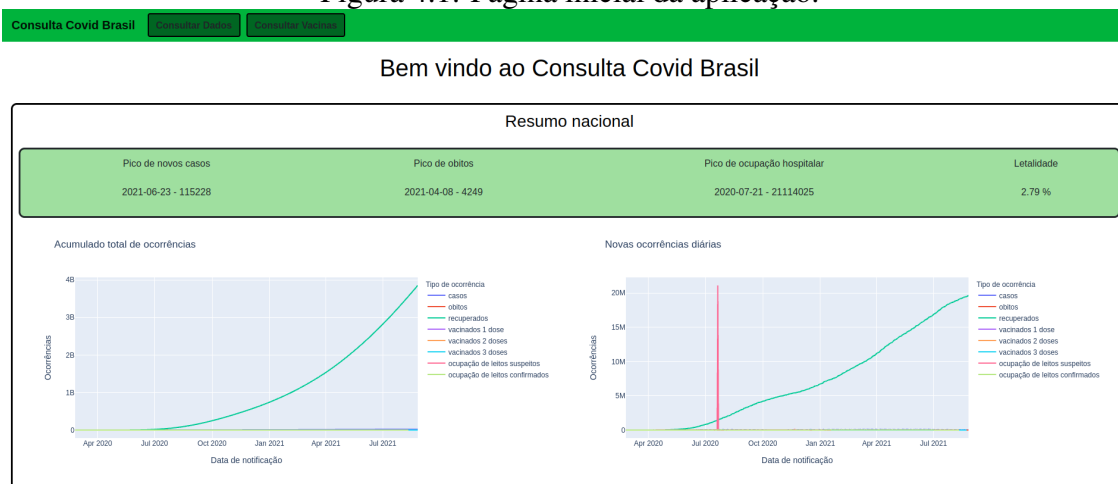 Figura 4.1: Página inicial da aplicação.
Consulta Covid Brasil Consultar Dados Consultar Vacinas
Bem vindo ao Consulta Covid Brasil
Resumo nacional
Pico de novos casos Pico de obitos Pico de ocupação hospitalar Letalidade
2021-06-23 - 115228 2021-04-08 - 4249 2020-07-21 - 21114025 2.79 %
Acumulado total de ocorrências
4B
3B
2B
1B
0
Ocorrências
Apr 2020 Jul 2020 Oct 2020 Jan 2021 Apr 2021 Jul 2021
Data de notificação
Tipo de ocorrência
casos
obitos
recuperados
vacinados 1 dose
vacinados 2 doses
vacinados 3 doses
ocupação de leitos suspeitos
ocupação de leitos confirmados
Novas ocorrências diárias
20M
15M
10M
5M
0
Ocorrências
Apr 2020 Jul 2020 Oct 2020 Jan 2021 Apr 2021 Jul 2021
Data de notificação
Tipo de ocorrência
casos
obitos
recuperados
vacinados 1 dose
vacinados 2 doses
vacinados 3 doses
ocupação de leitos suspeitos
ocupação de leitos confirmados